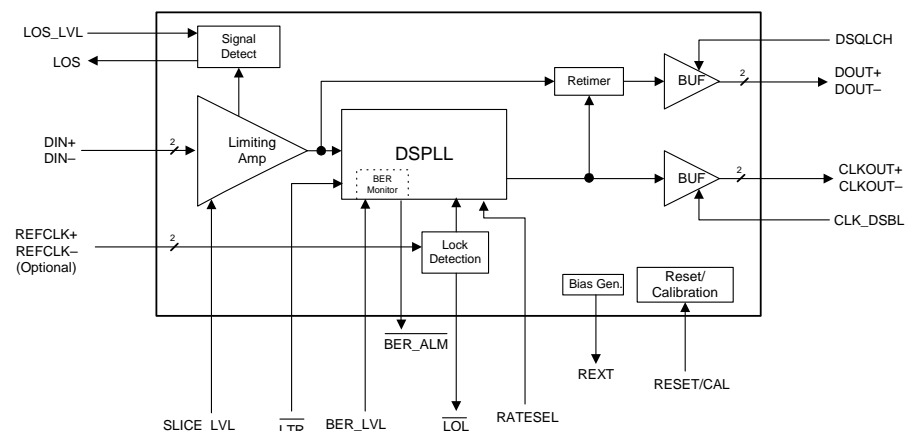 LOS_LVL
LOS
Signal
Detect
DSQLCH
Retimer
BUF
2
DOUT+
DOUT–
DIN+
DIN–
2
Limiting
Amp
DSPLL
BER
Monitor
BUF
2
CLKOUT+
CLKOUT–
CLK_DSBL
REFCLK+
REFCLK–
(Optional)
2
Lock
Detection
Bias Gen.
Reset/
Calibration
BER_ALM
REXT
RESET/CAL
SLICE_LVL
LTR
BER_LVL
LOL
RATESEL